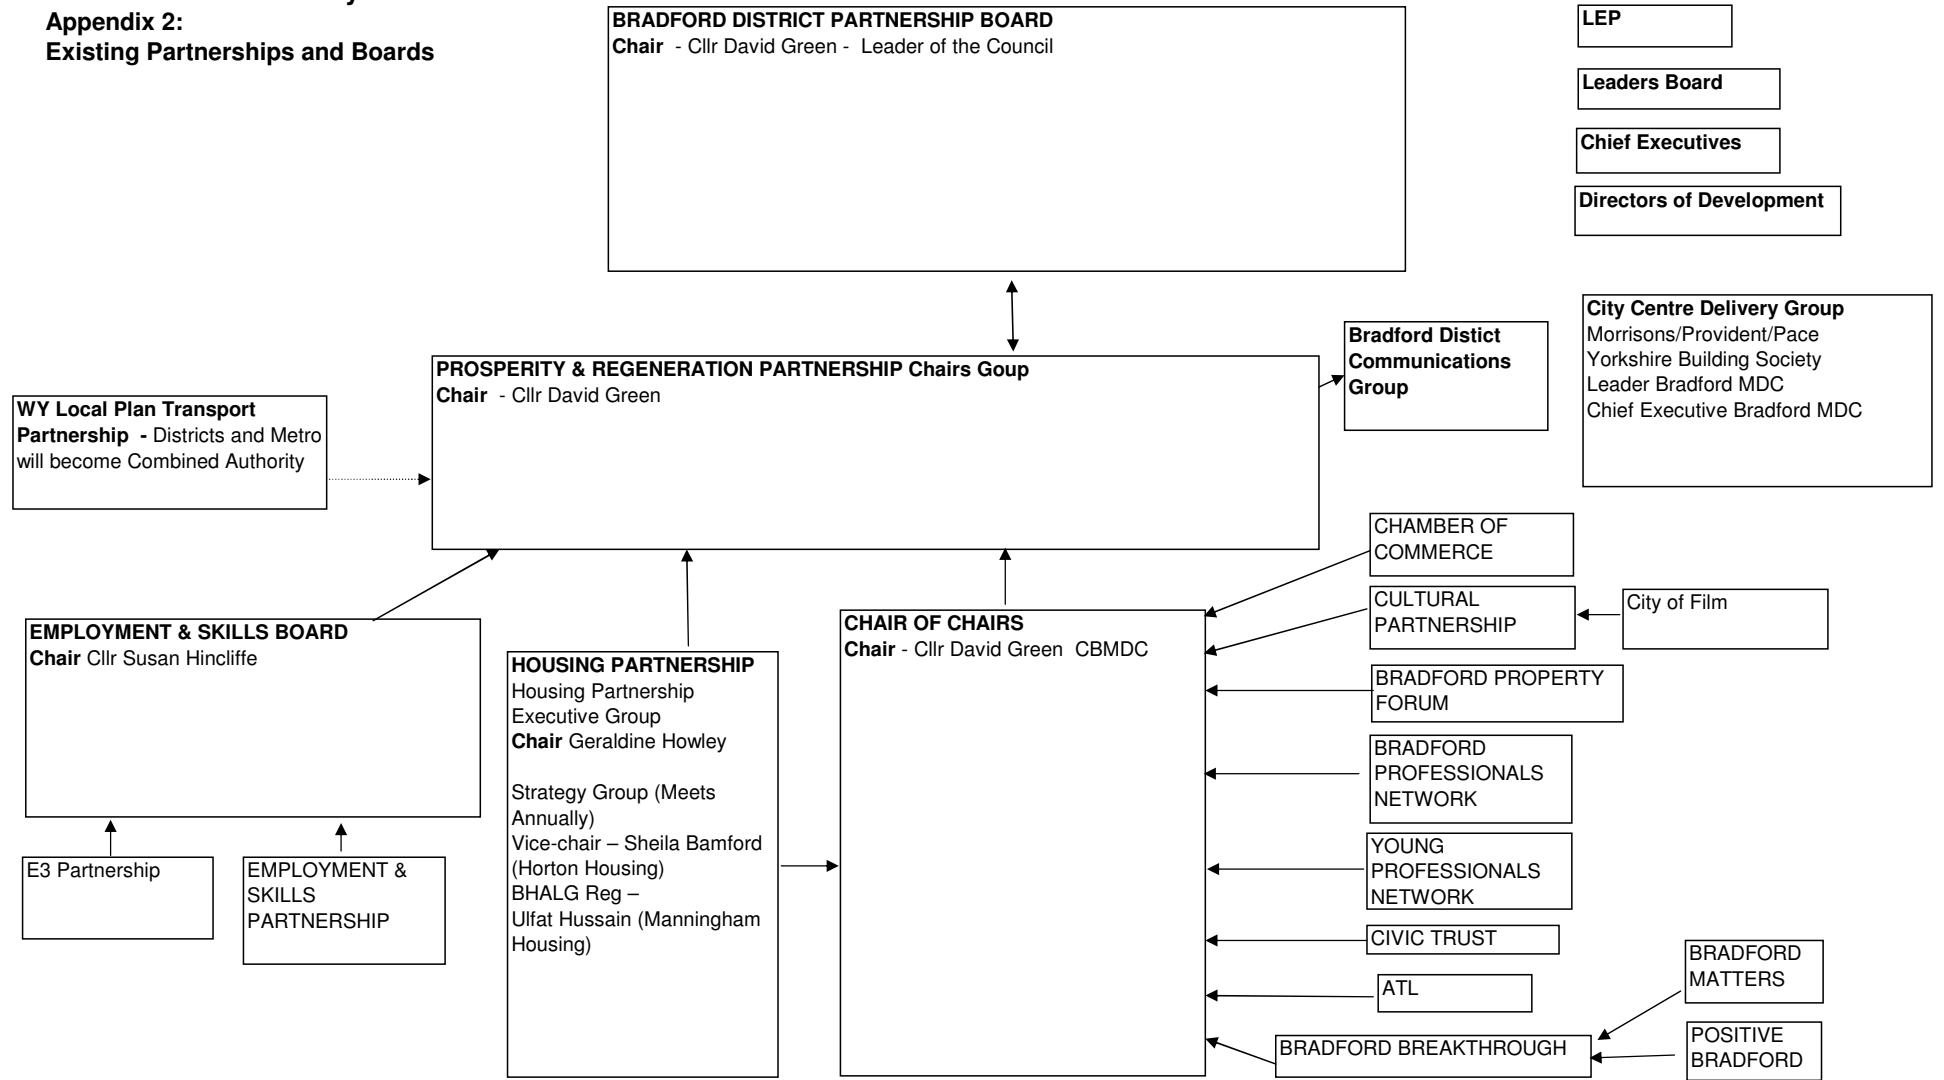 Appendix 2:
Existing Partnerships and Boards
BRADFORD DISTRICT PARTNERSHIP BOARD
Chair - Cllr David Green - Leader of the Council
LEP
Leaders Board
Chief Executives
Directors of Development
City Centre Delivery Group
Morrisons/Provident/Pace
Yorkshire Building Society
Leader Bradford MDC
Chief Executive Bradford MDC
Bradford Distict
Communications
Group
PROSPERITY & REGENERATION PARTNERSHIP Chairs Goup
Chair - Cllr David Green
WY Local Plan Transport
Partnership - Districts and Metro
will become Combined Authority
EMPLOYMENT & SKILLS BOARD
Chair Cllr Susan Hincliffe
E3 Partnership
EMPLOYMENT &
SKILLS
PARTNERSHIP
HOUSING PARTNERSHIP
Housing Partnership
Executive Group
Chair Geraldine Howley
Strategy Group (Meets
Annually)
Vice-chair – Sheila Bamford
(Horton Housing)
BHALG Reg –
Ulfat Hussain (Manningham
Housing)
CHAIR OF CHAIRS
Chair - Cllr David Green CBMDC
CHAMBER OF
COMMERCE
CULTURAL
PARTNERSHIP
City of Film
BRADFORD PROPERTY
FORUM
BRADFORD
PROFESSIONALS
NETWORK
YOUNG
PROFESSIONALS
NETWORK
CIVIC TRUST
ATL
BRADFORD BREAKTHROUGH
BRADFORD
MATTERS
POSITIVE
BRADFORD